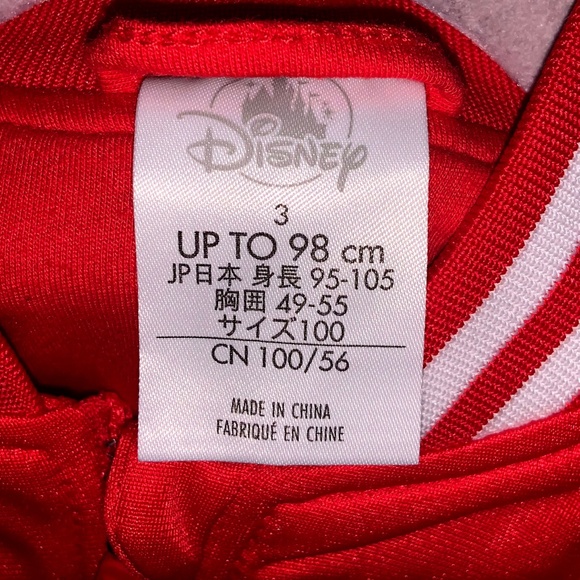 Disney
3
UP TO 98 cm
JP日本 身長 95-105
胸囲 49-55
サイズ100
CN 100/56
MADE IN CHINA
FABRIQUÉ EN CHINE